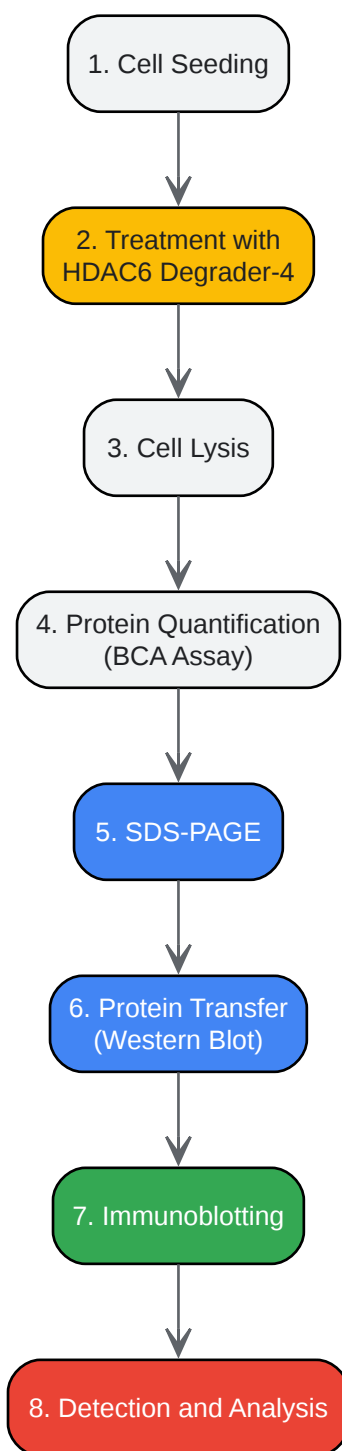 1. Cell Seeding
2. Treatment with
HDAC6 Degrader-4
3. Cell Lysis
4. Protein Quantification
(BCA Assay)
5. SDS-PAGE
6. Protein Transfer
(Western Blot)
7. Immunoblotting
8. Detection and Analysis